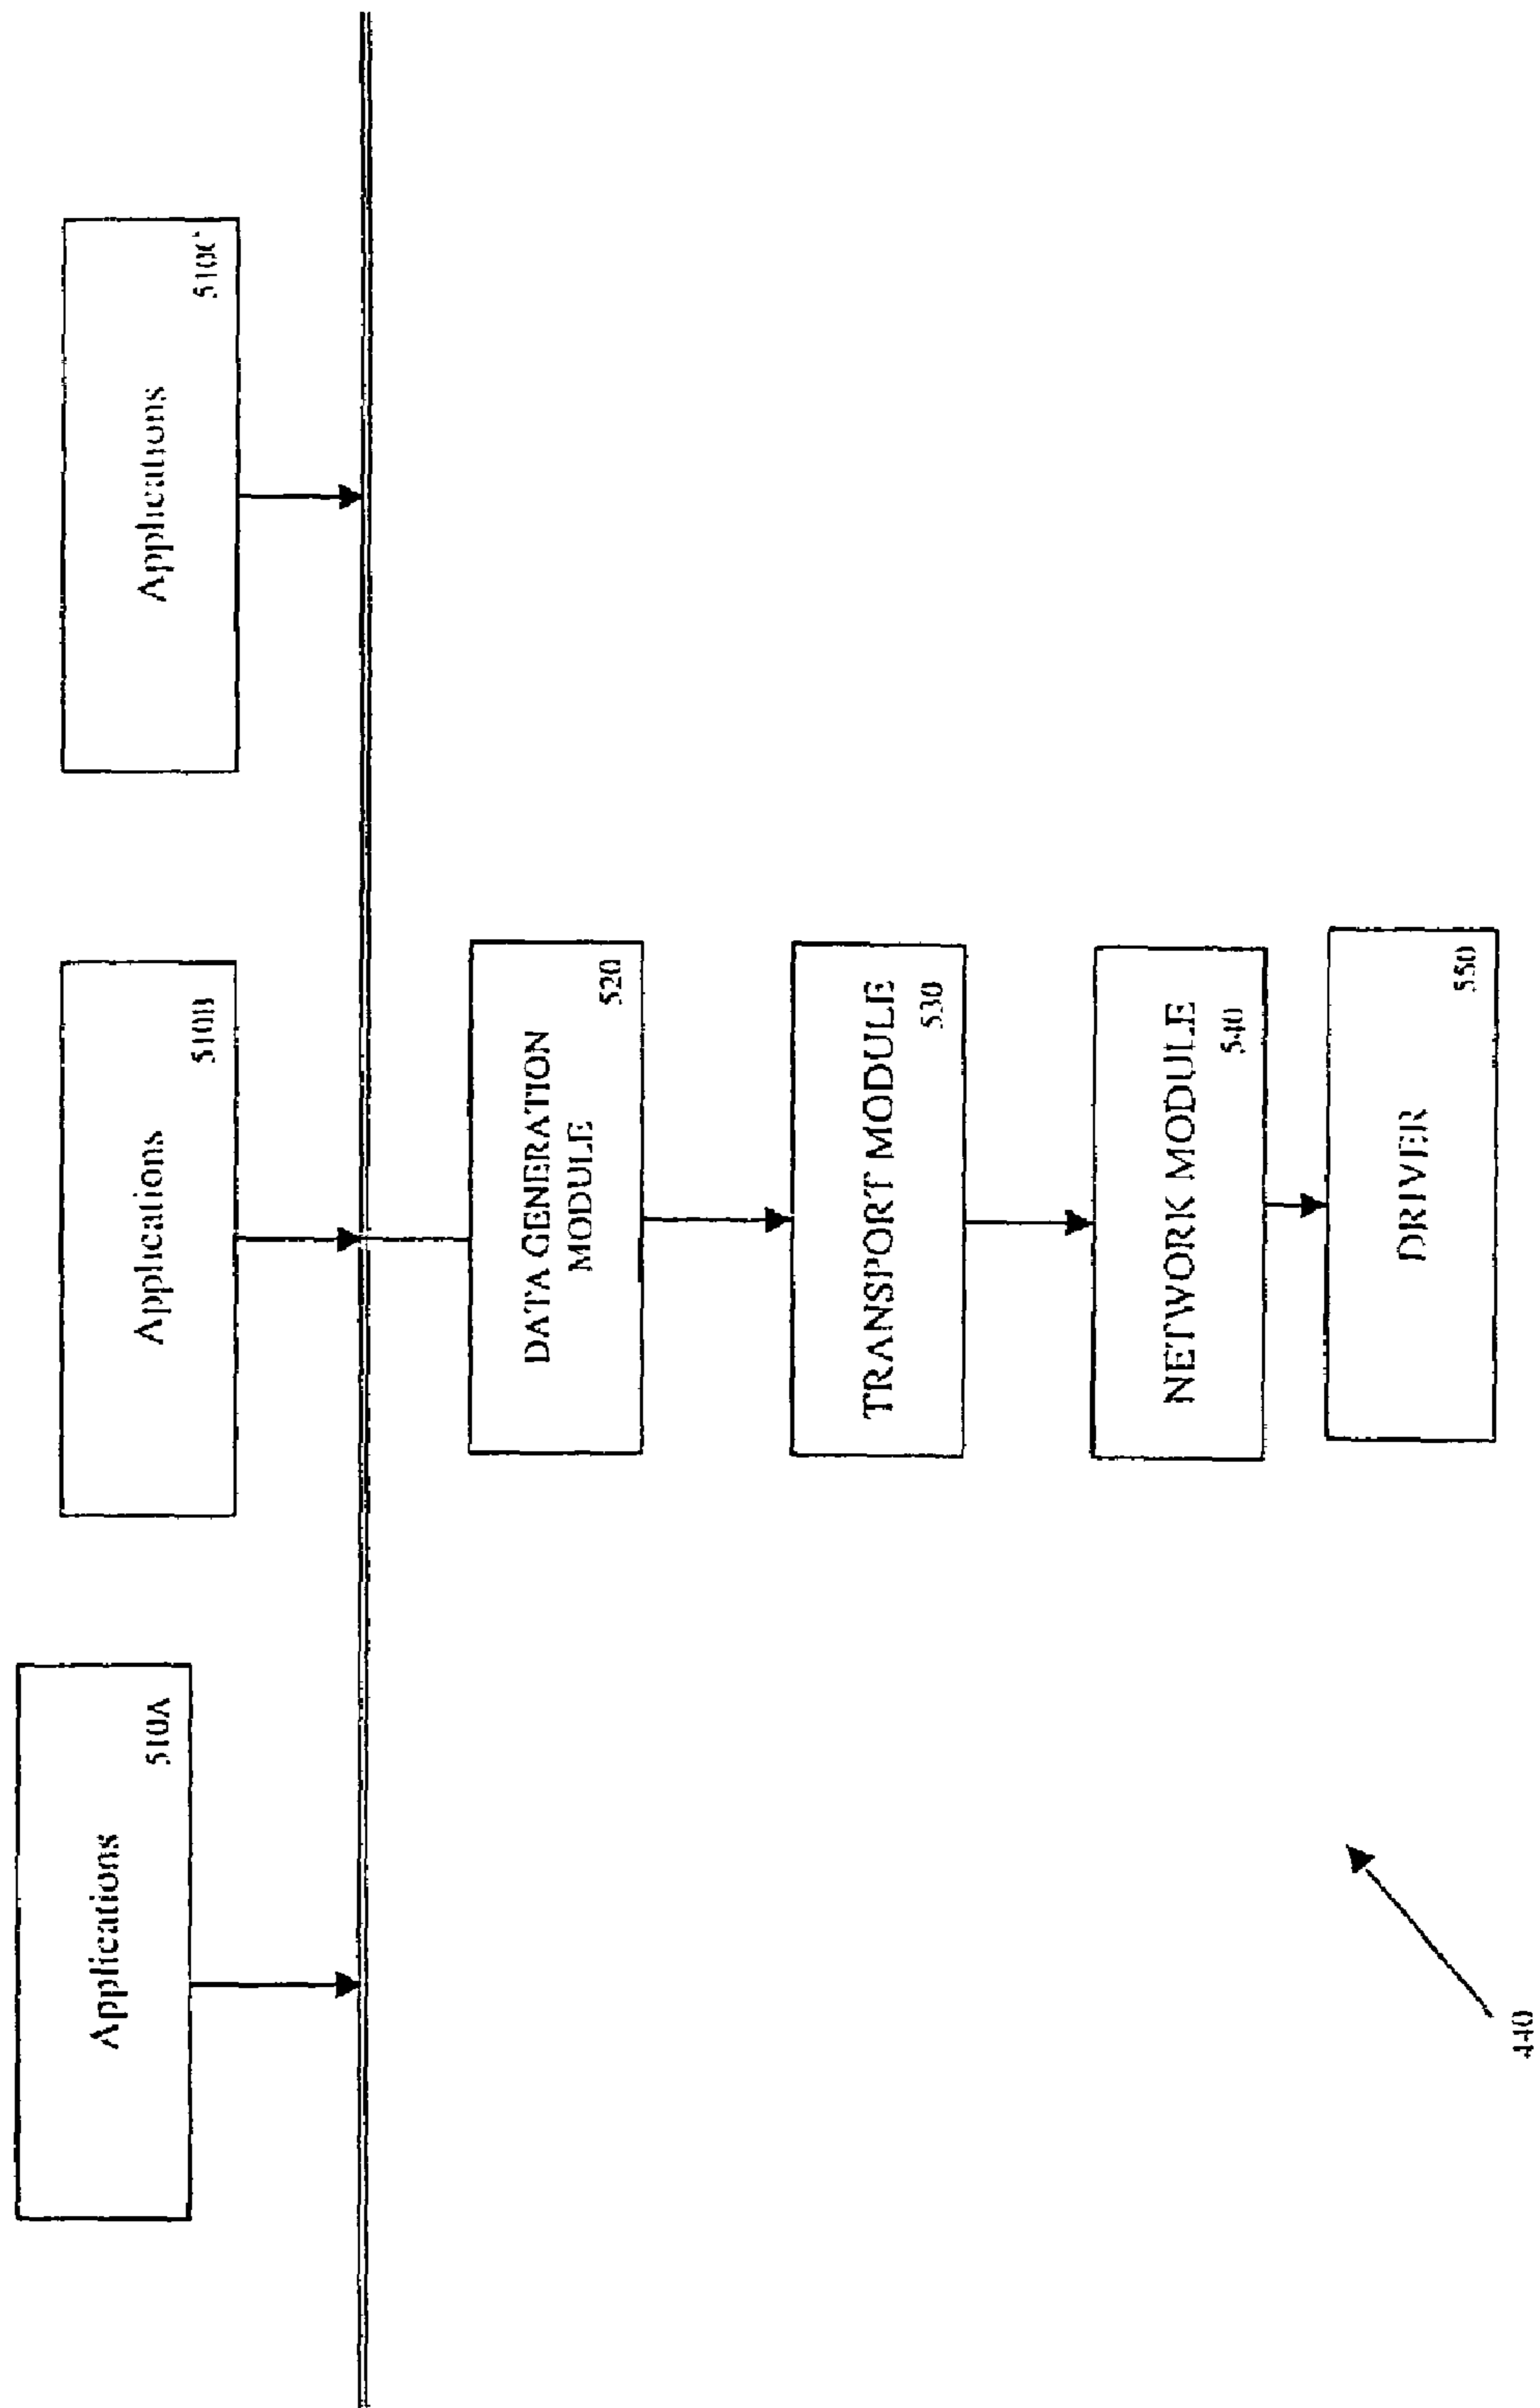 Applications
510A
Applications
510B
Applications
510C
DATA GENERATION
MODULE
520
TRANSPORT MODULE
530
NETWORK MODULE
540
DRIVER
550
440